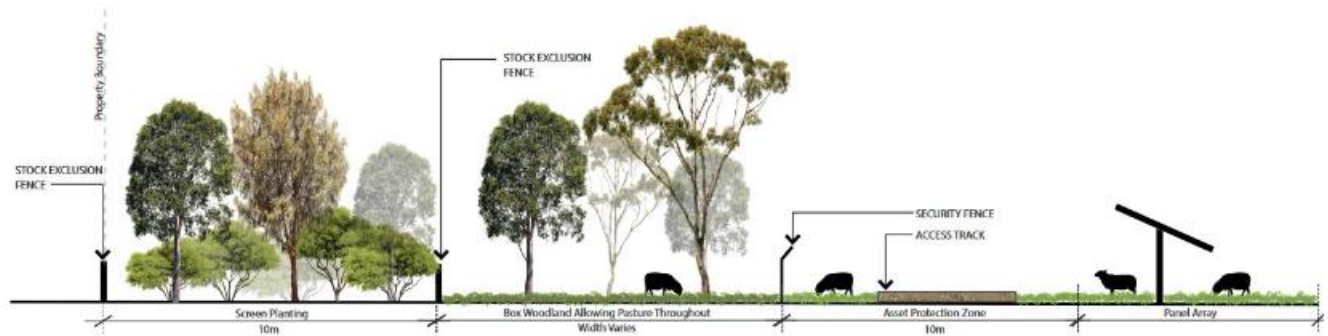 Property Boundary
STOCK EXCLUSION
FENCE
STOCK EXCLUSION
FENCE
SECURITY FENCE
ACCESS TRACK
Screen Planting
10m
Box Woodland Allowing Pasture Throughout
Width Varies
Asset Protection Zone
10m
Panel Array